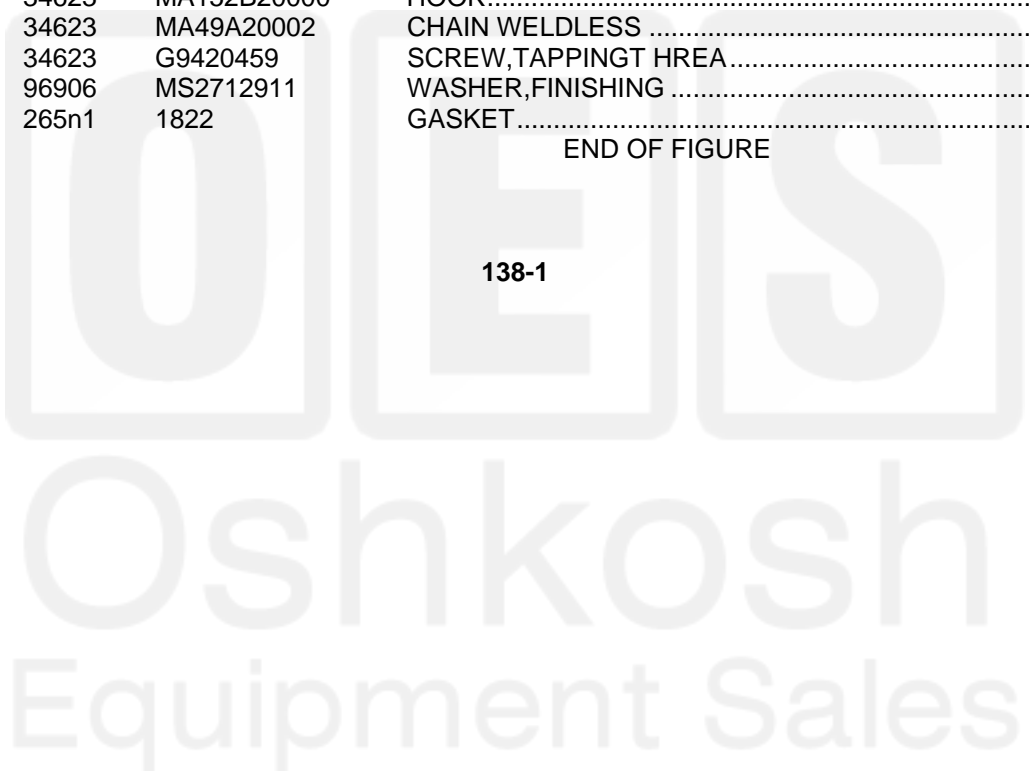 34623 MA49A20002 CHAIN WELDLESS ................................................................
34623 G9420459 SCREW,TAPPINGT HREA ................................................
96906 MS2712911 WASHER,FINISHING .........................................................
265n1 1822 GASKET ................................................................................
END OF FIGURE
138-1
OES
Oshkosh
Equipment Sales